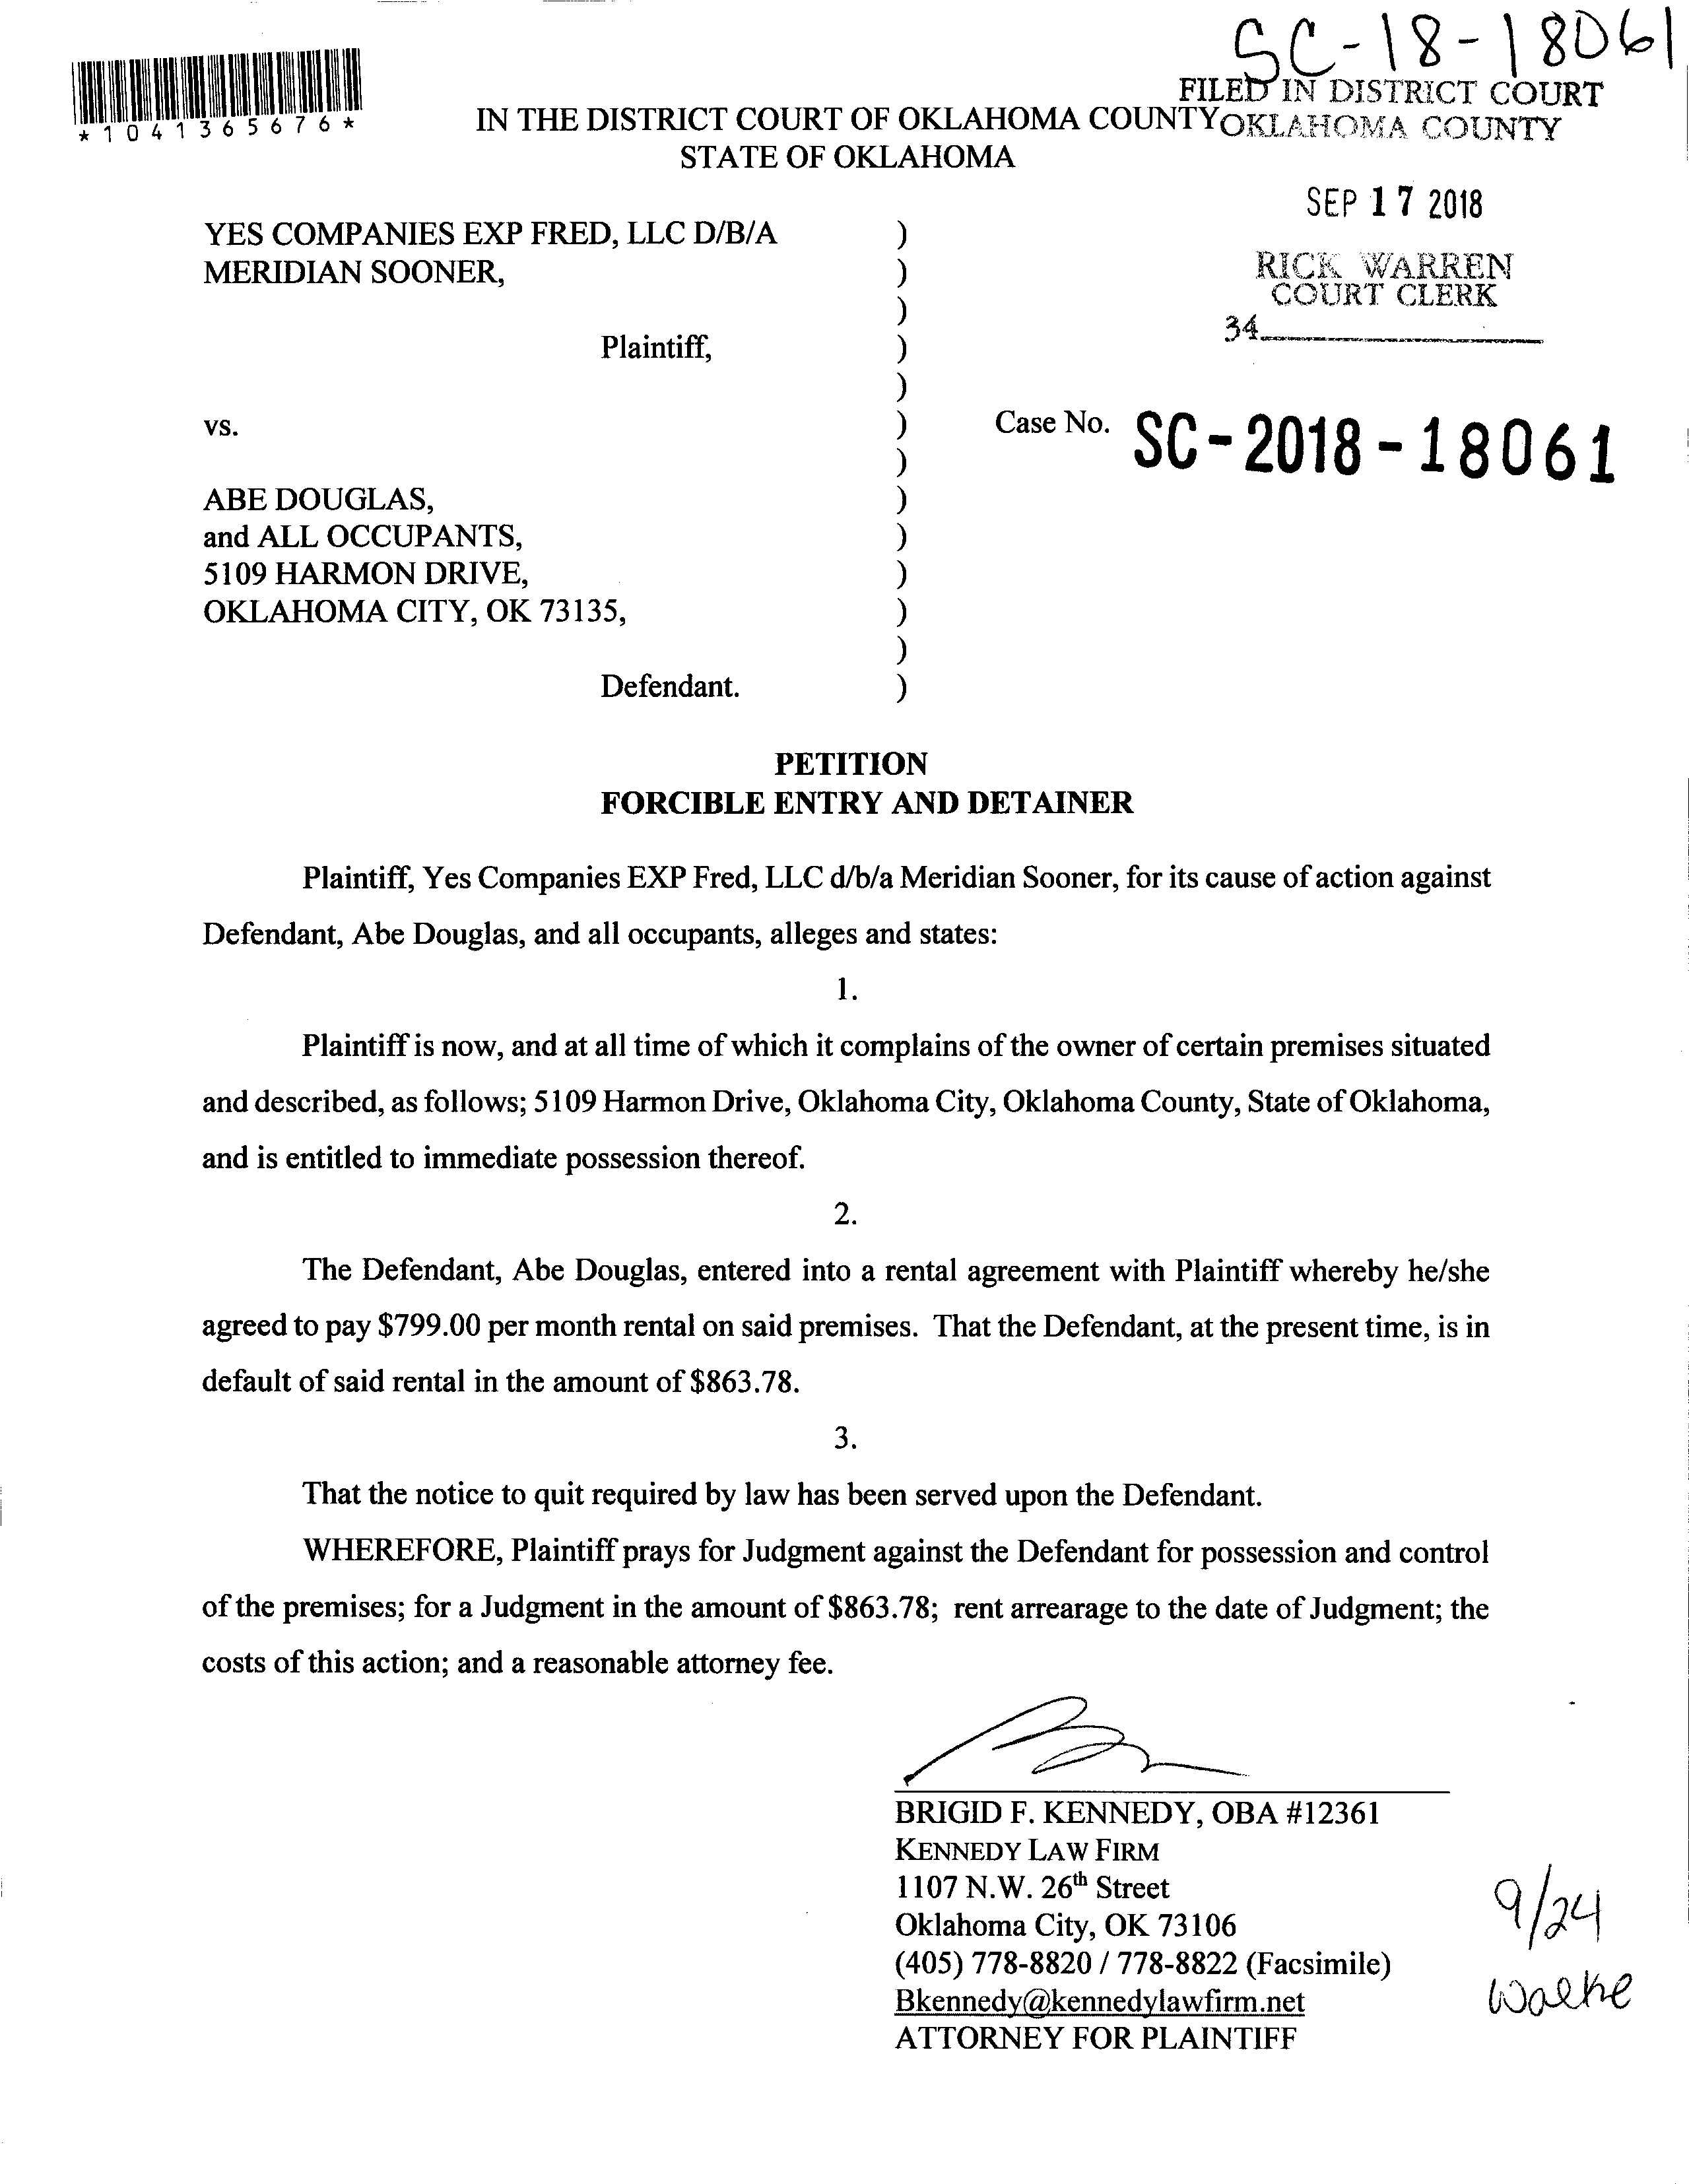 SC-18-18061
*1041365676*
FILED IN DISTRICT COURT
OKLAHOMA COUNTY
IN THE DISTRICT COURT OF OKLAHOMA COUNTY
STATE OF OKLAHOMA
SEP 17 2018
RICK WARREN
COURT CLERK
34
YES COMPANIES EXP FRED, LLC D/B/A )
MERIDIAN SOONER, )
)
Plaintiff, )
)
vs. ) Case No. SC-2018-18061
)
ABE DOUGLAS, )
and ALL OCCUPANTS, )
5109 HARMON DRIVE, )
OKLAHOMA CITY, OK 73135, )
)
Defendant. )
PETITION
FORCIBLE ENTRY AND DETAINER
Plaintiff, Yes Companies EXP Fred, LLC d/b/a Meridian Sooner, for its cause of action against
Defendant, Abe Douglas, and all occupants, alleges and states:
1.
Plaintiff is now, and at all time of which it complains of the owner of certain premises situated
and described, as follows; 5109 Harmon Drive, Oklahoma City, Oklahoma County, State of Oklahoma,
and is entitled to immediate possession thereof.
2.
The Defendant, Abe Douglas, entered into a rental agreement with Plaintiff whereby he/she
agreed to pay $799.00 per month rental on said premises. That the Defendant, at the present time, is in
default of said rental in the amount of $863.78.
3.
That the notice to quit required by law has been served upon the Defendant.
WHEREFORE, Plaintiff prays for Judgment against the Defendant for possession and control
of the premises; for a Judgment in the amount of $863.78; rent arrearage to the date of Judgment; the
costs of this action; and a reasonable attorney fee.
BRIGID F. KENNEDY, OBA #12361
KENNEDY LAW FIRM
1107 N.W. 26th Street
Oklahoma City, OK 73106
(405) 778-8820 / 778-8822 (Facsimile)
Bkennedy@kennedylawfirm.net
ATTORNEY FOR PLAINTIFF
9/24